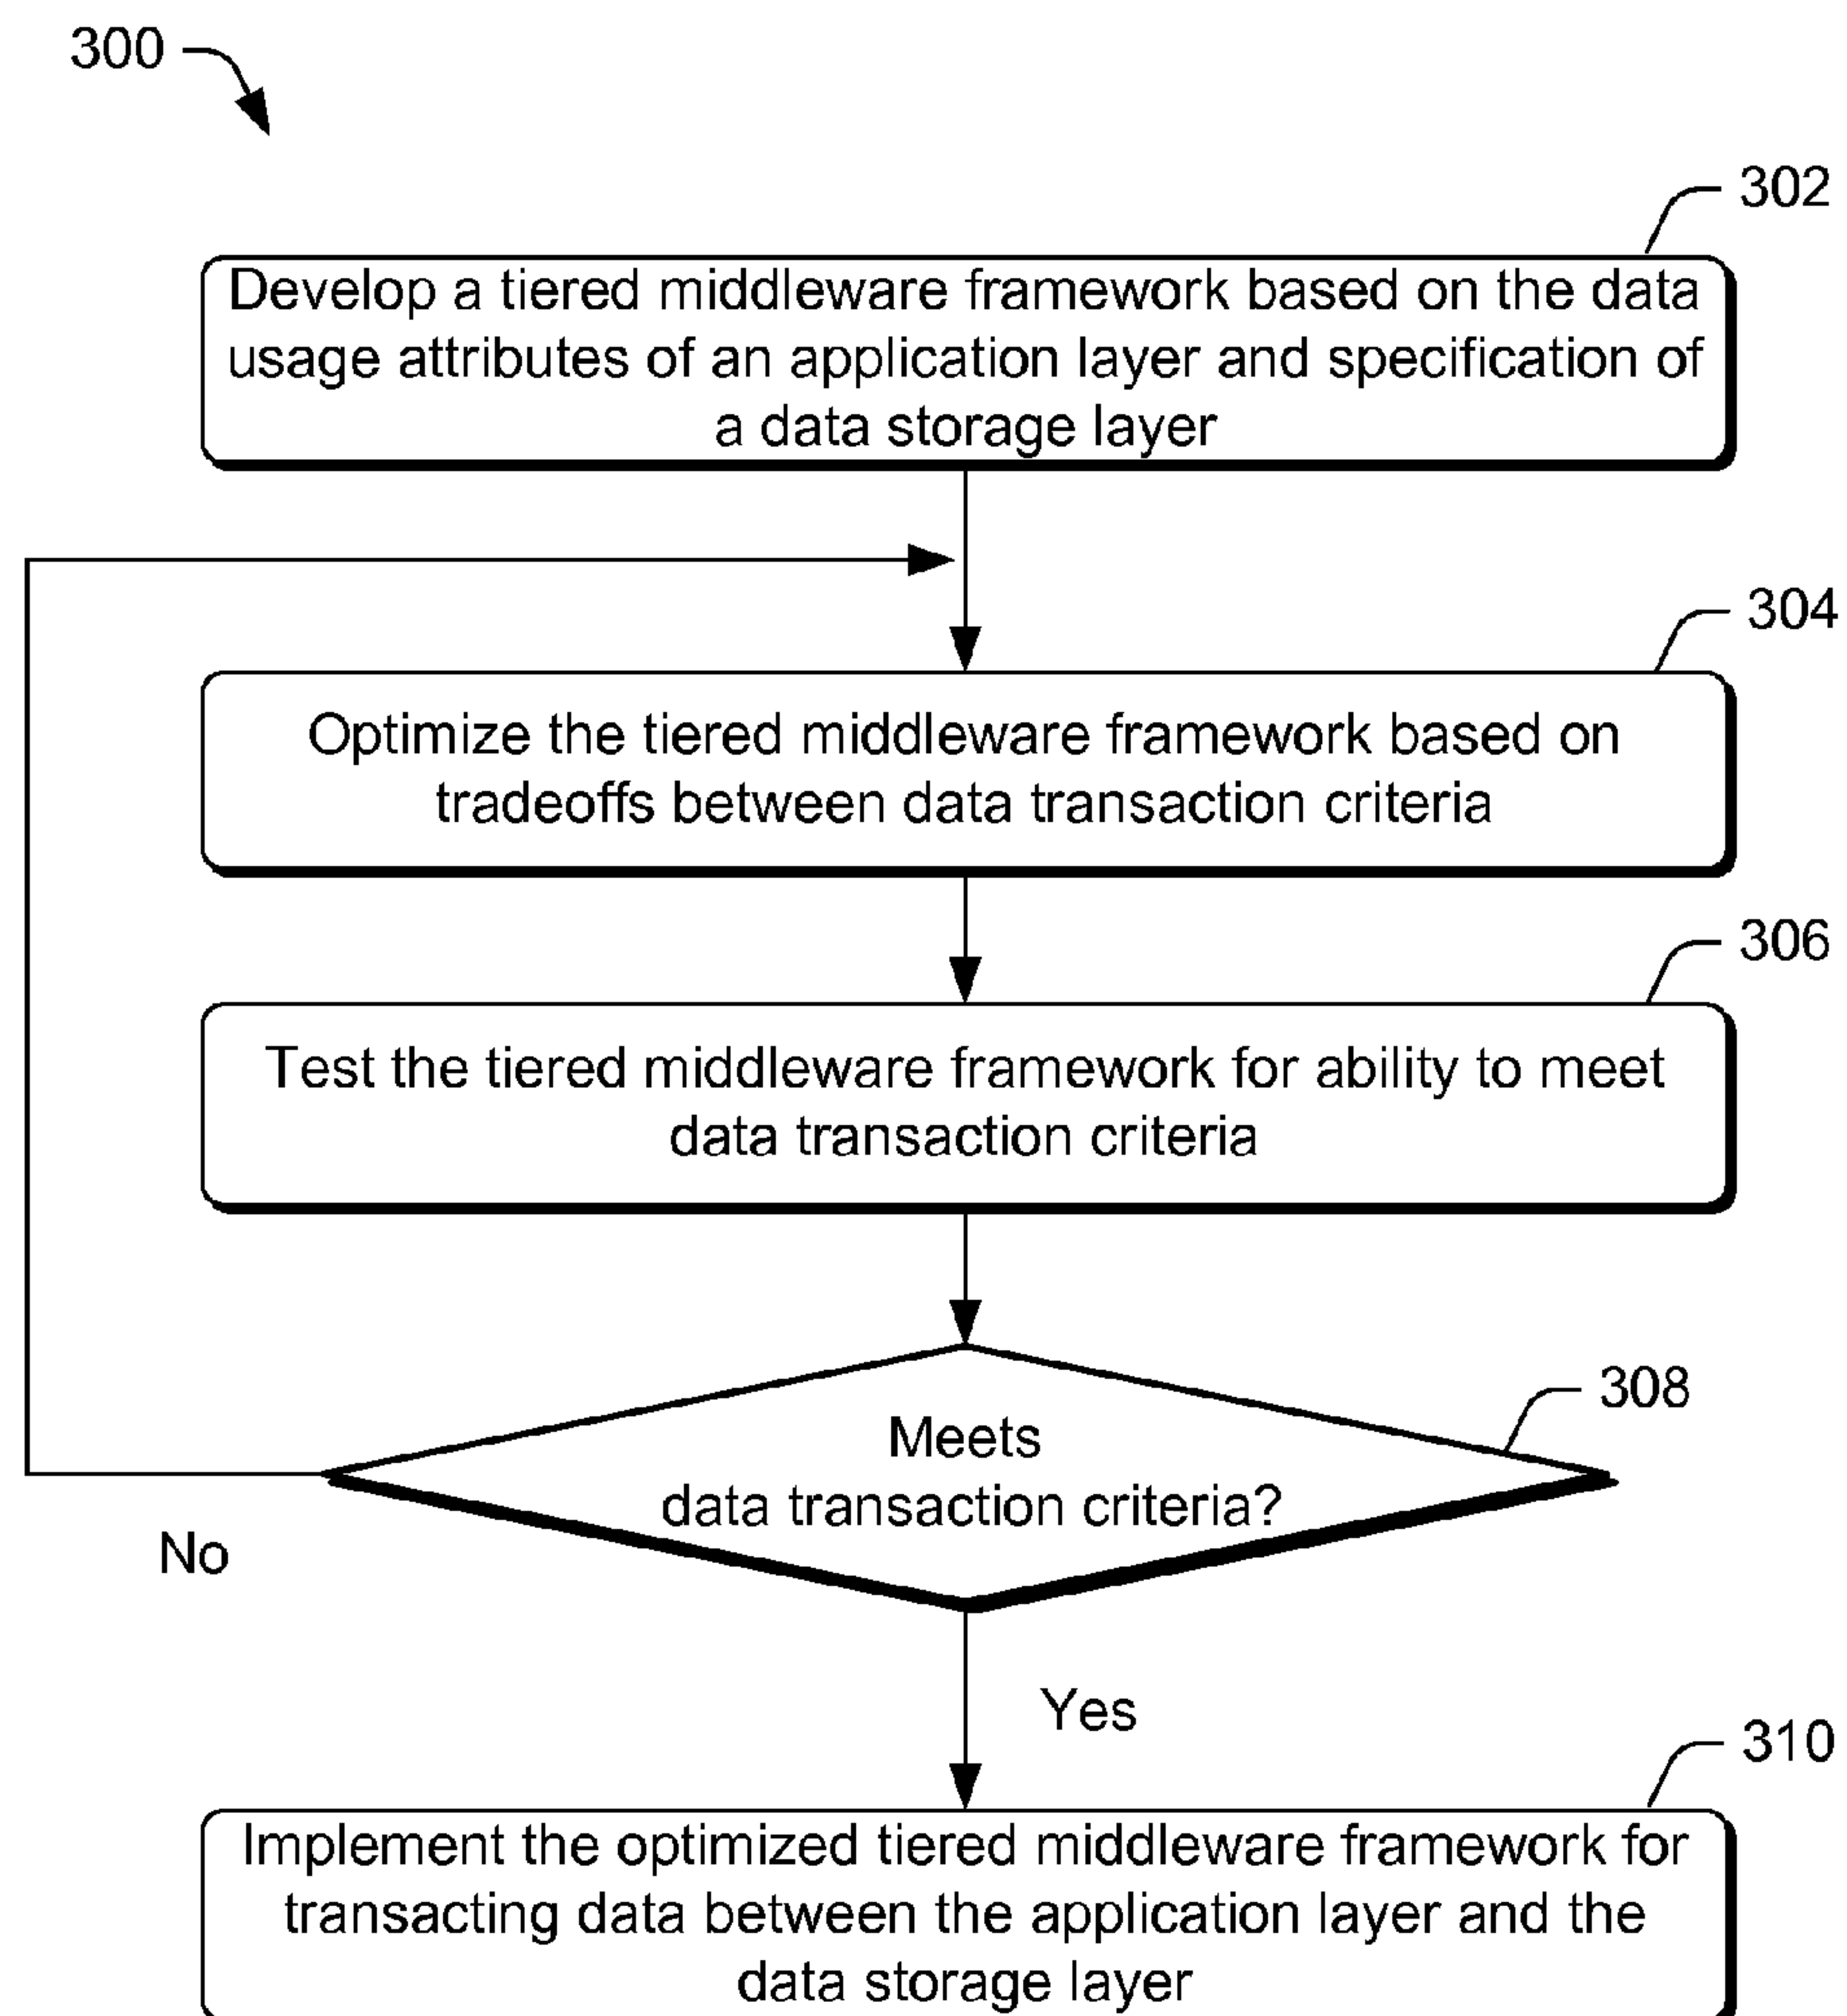 300
302
Develop a tiered middleware framework based on the data
usage attributes of an application layer and specification of
a data storage layer
304
Optimize the tiered middleware framework based on
tradeoffs between data transaction criteria
306
Test the tiered middleware framework for ability to meet
data transaction criteria
308
Meets
data transaction criteria?
No
Yes
310
Implement the optimized tiered middleware framework for
transacting data between the application layer and the
data storage layer